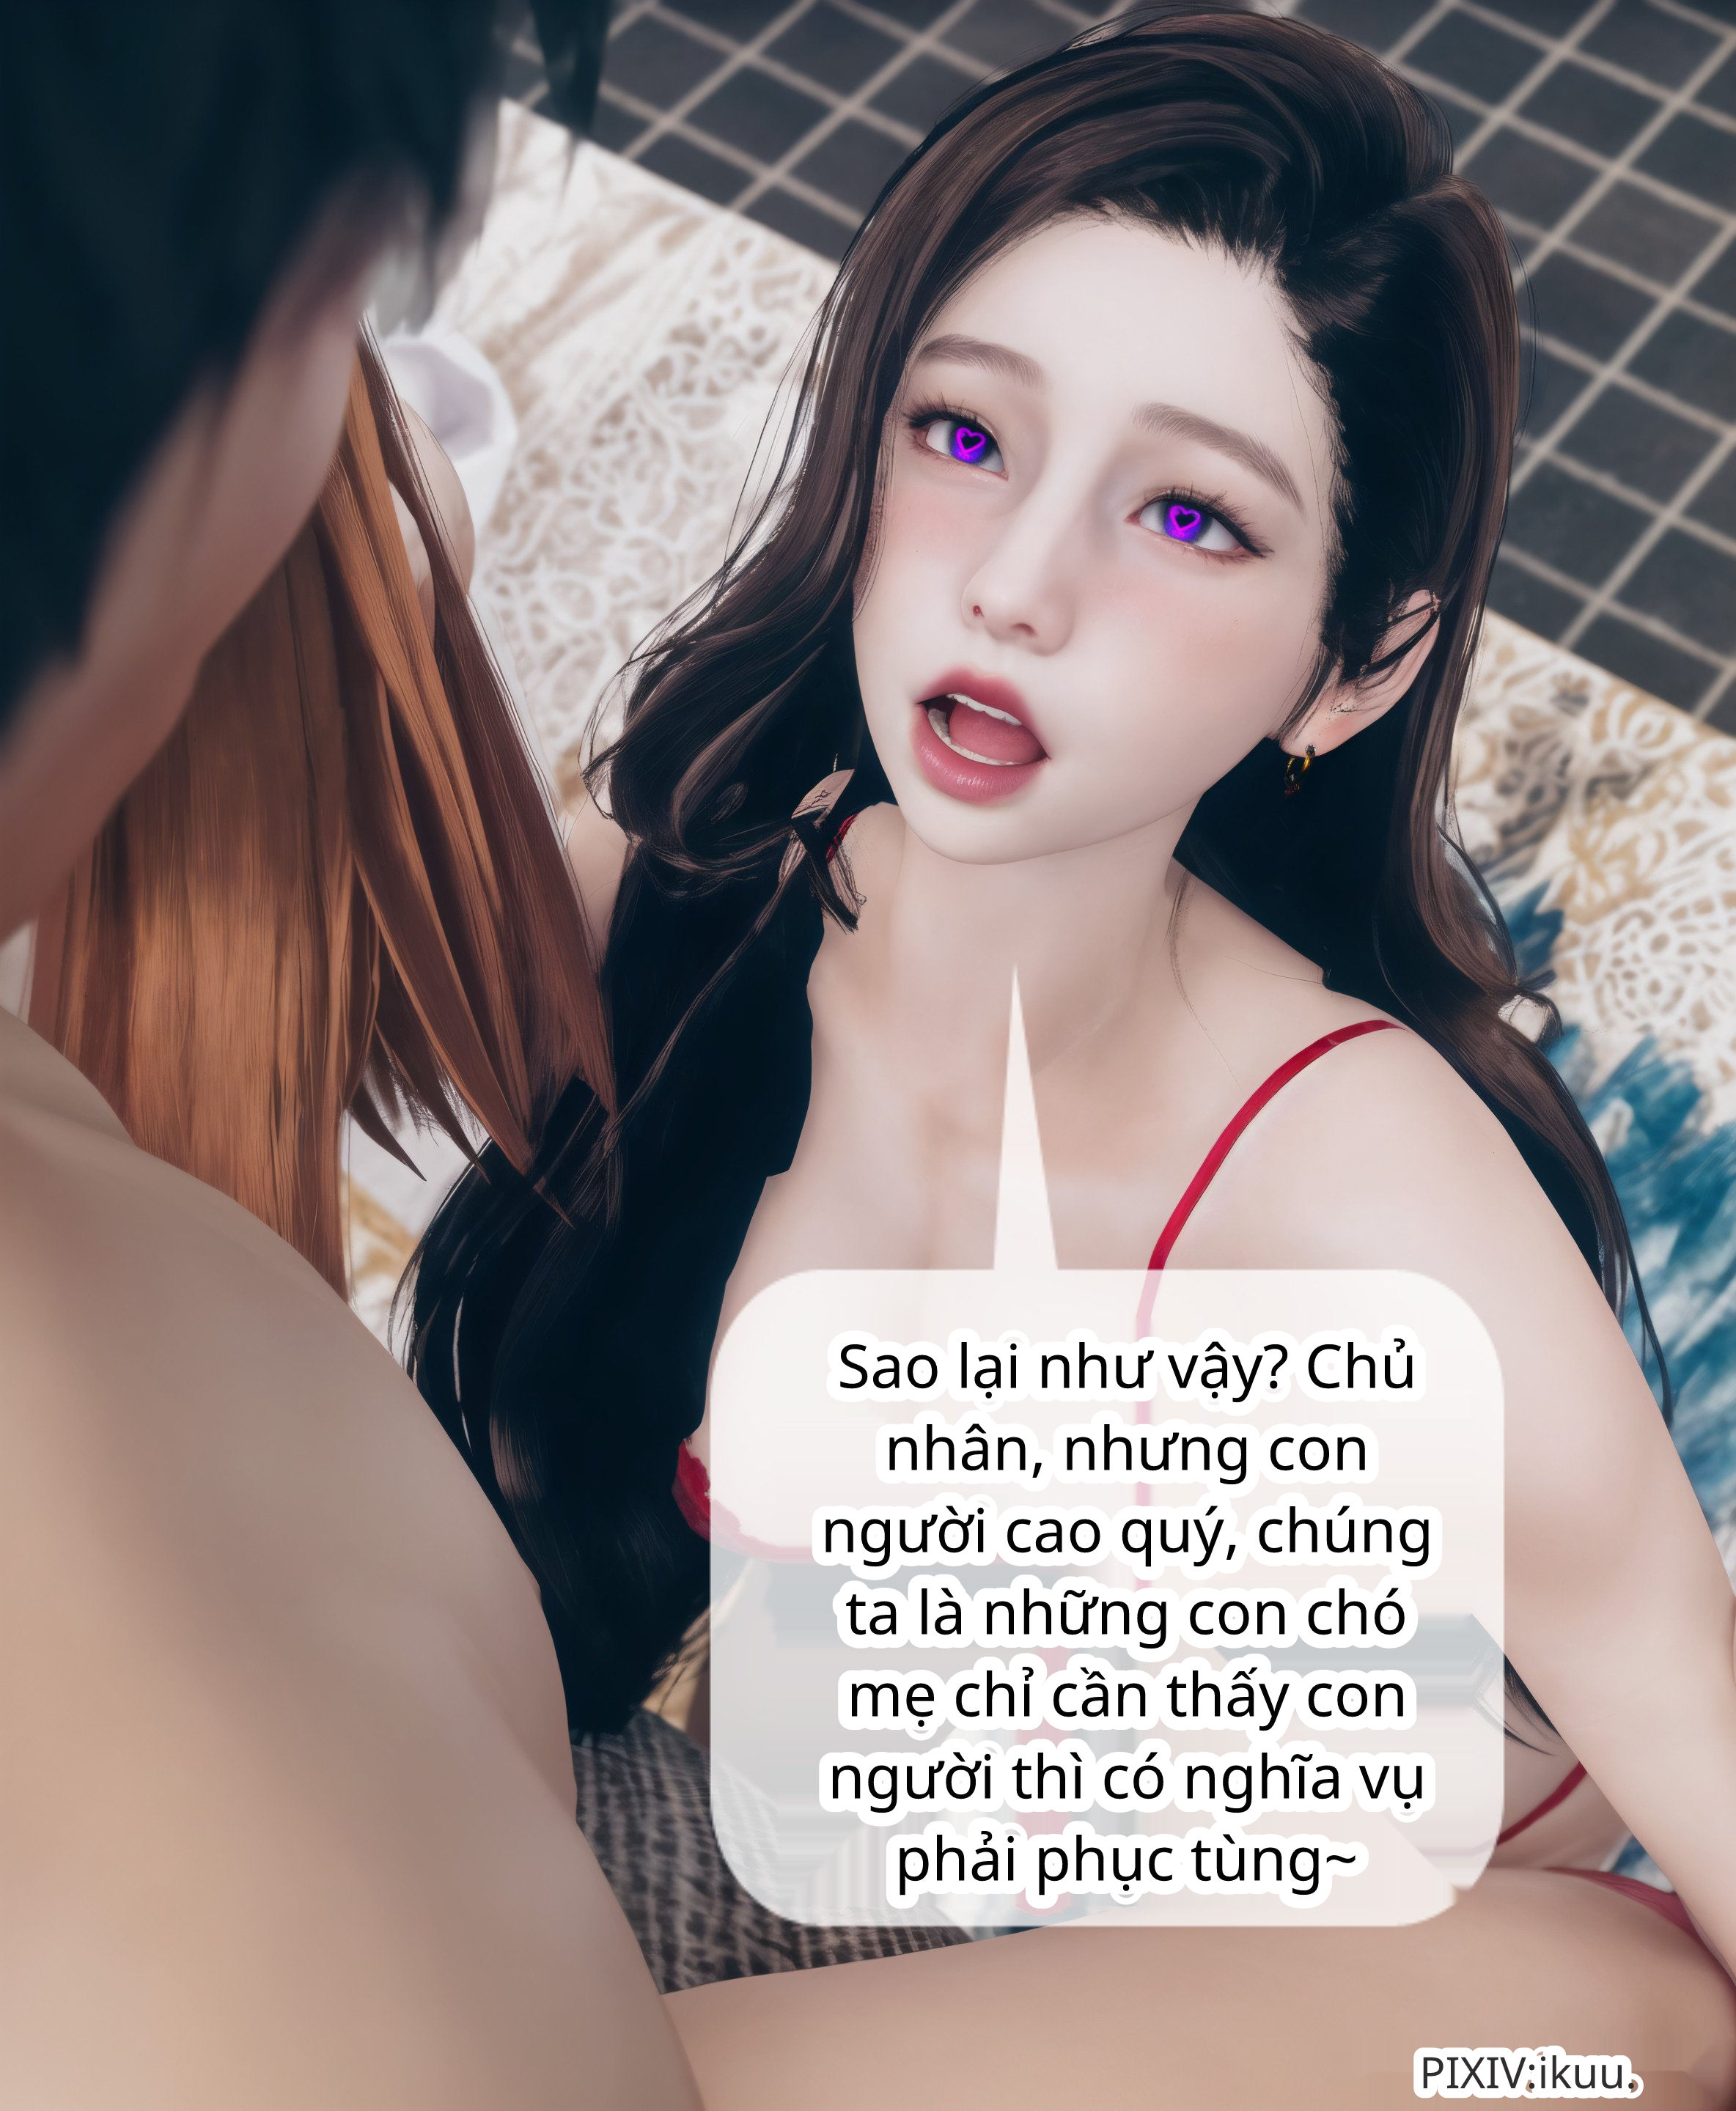 Sao lại như vậy? Chủ
nhân, nhưng con
người cao quý, chúng
ta là những con chó
mẹ chỉ cần thấy con
người thì có nghĩa vụ
phải phục tùng~
PIXIV:ikuu.